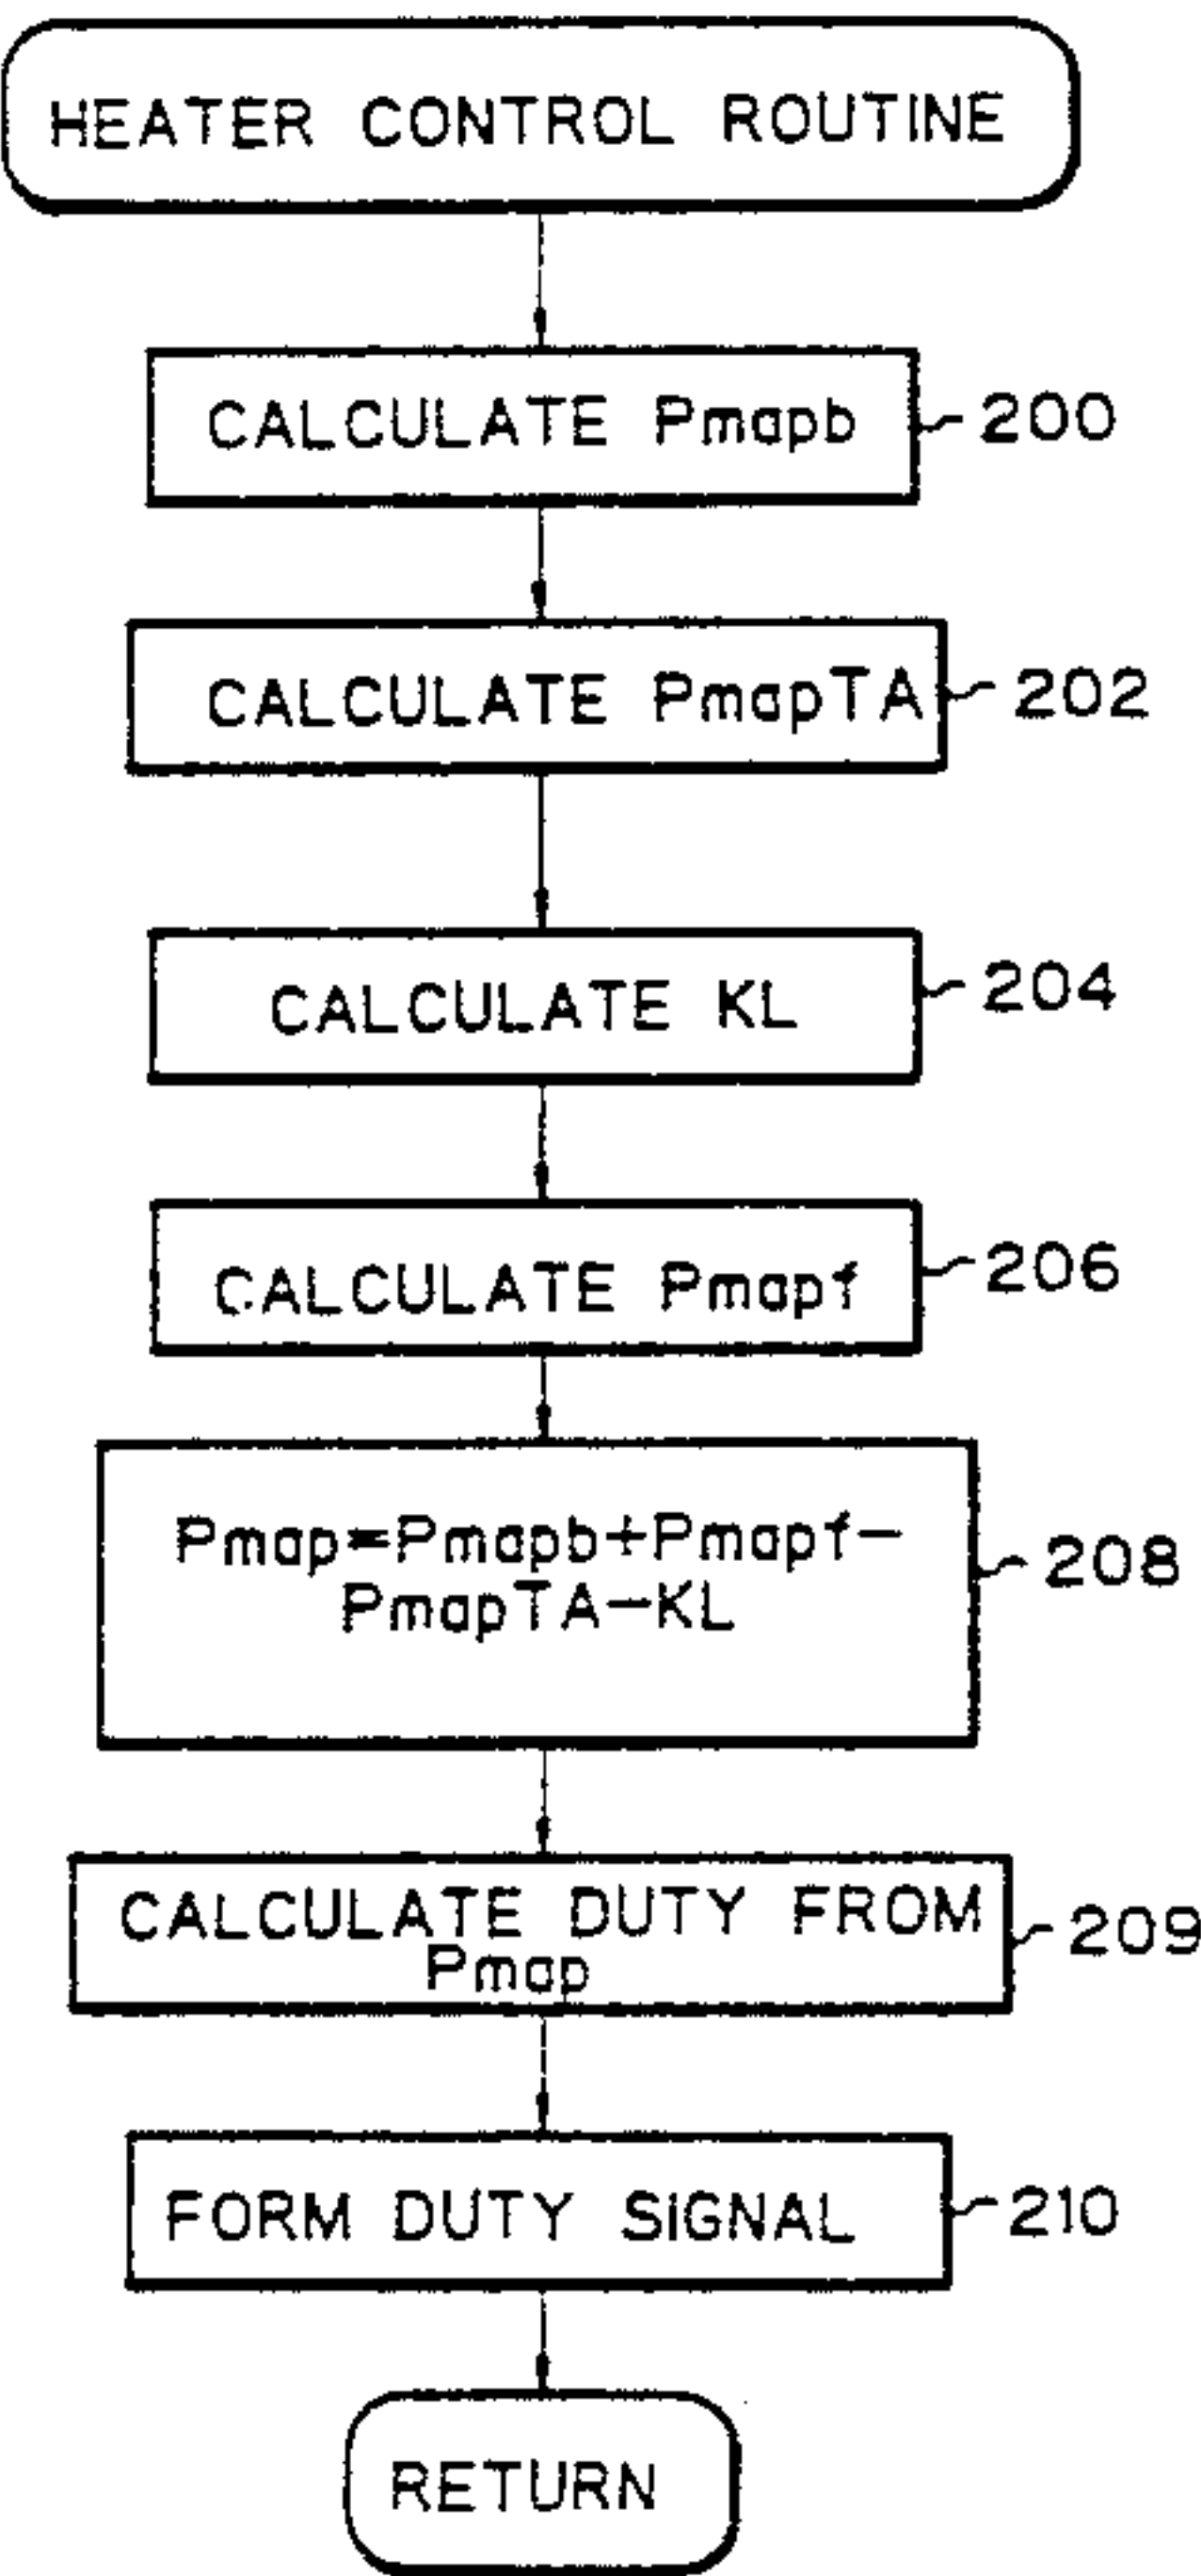 HEATER CONTROL ROUTINE
CALCULATE Pmapb
200
CALCULATE PmapTA
202
CALCULATE KL
204
CALCULATE Pmapf
206
Pmap=Pmapb+Pmapf-
PmapTA-KL
208
CALCULATE DUTY FROM
Pmap
209
FORM DUTY SIGNAL
210
RETURN